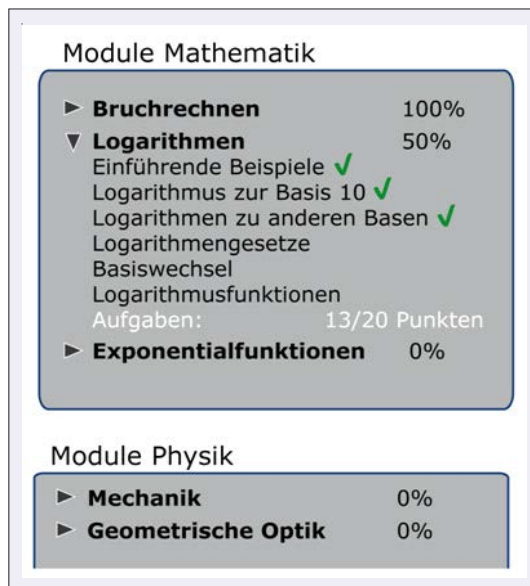 Module Mathematik
Bruchrechnen 100%
Logarithmen 50%
Einführende Beispiele
Logarithmus zur Basis 10
Logarithmen zu anderen Basen
Logarithmengesetze
Basiswechsel
Logarithmusfunktionen
Aufgaben: 13/20 Punkten
Exponentialfunktionen 0%
Module Physik
Mechanik 0%
Geometrische Optik 0%